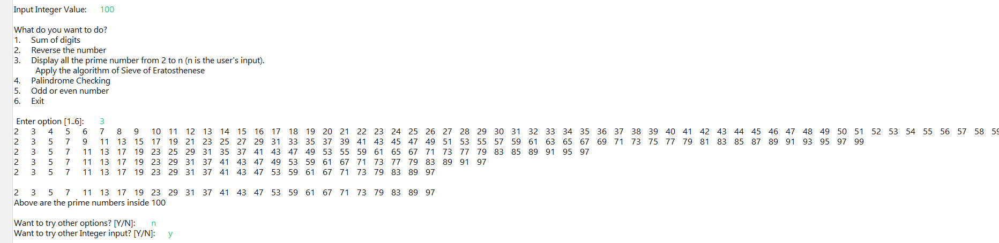 Input Integer Value: 100
What do you want to do?
1. Sum of digits
2. Reverse the number
3. Display all the prime number from 2 to n (n is the user's input).
Apply the algorithm of Sieve of Eratosthenese
4. Palindrome Checking
5. Odd or even number
6. Exit
Enter option [1..6]: 3
2 3 4 5 6 7 8 9 10 11 12 13 14 15 16 17 18 19 20 21 22 23 24 25 26 27 28 29 30 31 32 33 34 35 36 37 38 39 40 41 42 43 44 45 46 47 48 49 50 51 52 53 54 55 56 57 58 59
2 3 5 7 9 11 13 15 17 19 21 23 25 27 29 31 33 35 37 39 41 43 45 47 49 51 53 55 57 59 61 63 65 67 69 71 73 75 77 79 81 83 85 87 89 91 93 95 97 99
2 3 5 7 11 13 17 19 23 25 29 31 35 37 41 43 47 49 53 55 59 61 65 67 71 73 77 79 83 85 89 91 95 97
2 3 5 7 11 13 17 19 23 29 31 37 41 43 47 49 53 59 61 67 71 73 77 79 83 89 91 97
2 3 5 7 11 13 17 19 23 29 31 37 41 43 47 53 59 61 67 71 73 79 83 89 97
2 3 5 7 11 13 17 19 23 29 31 37 41 43 47 53 59 61 67 71 73 79 83 89 97
Above are the prime numbers inside 100
Want to try other options? [Y/N]: n
Want to try other Integer input? [Y/N]: y